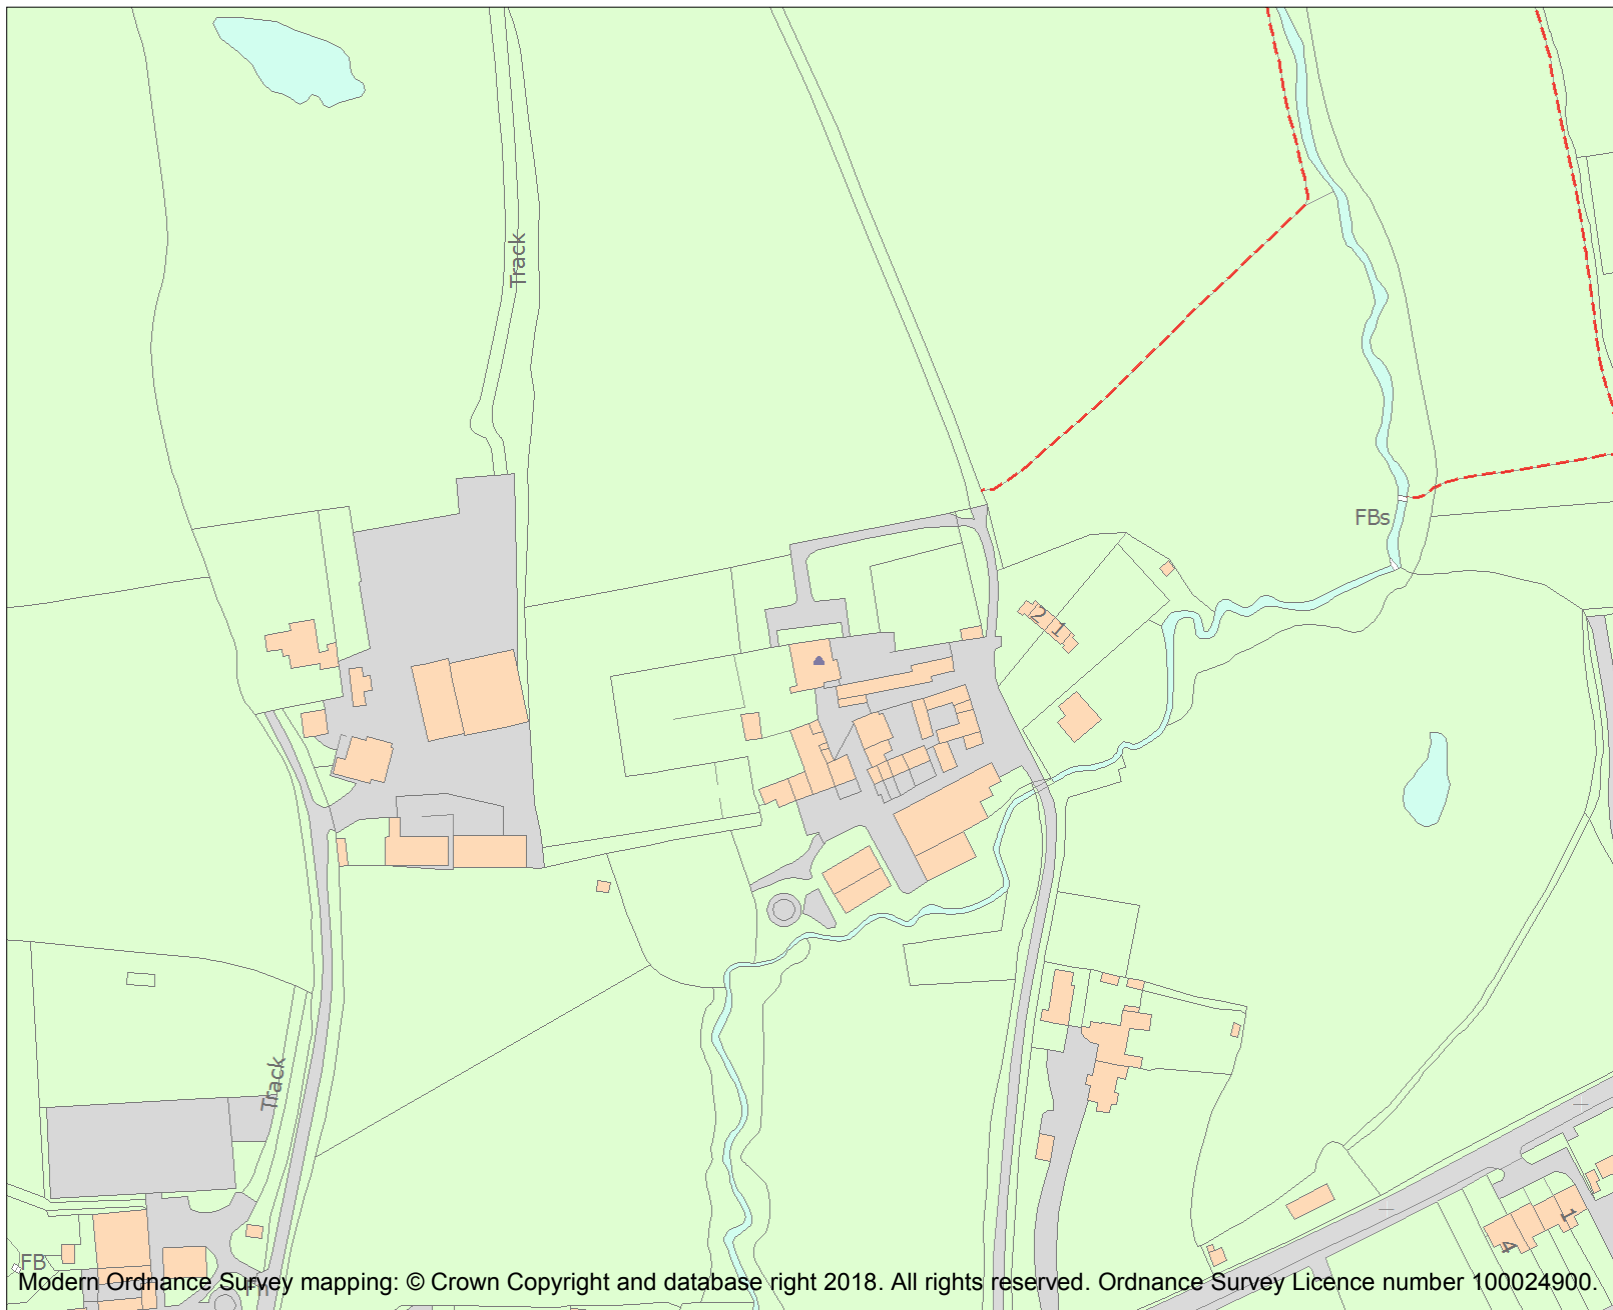 Track
FBs
2
1
Track
1
4
FB
Modern Ordnance Survey mapping: © Crown Copyright and database right 2018. All rights reserved. Ordnance Survey Licence number 100024900.